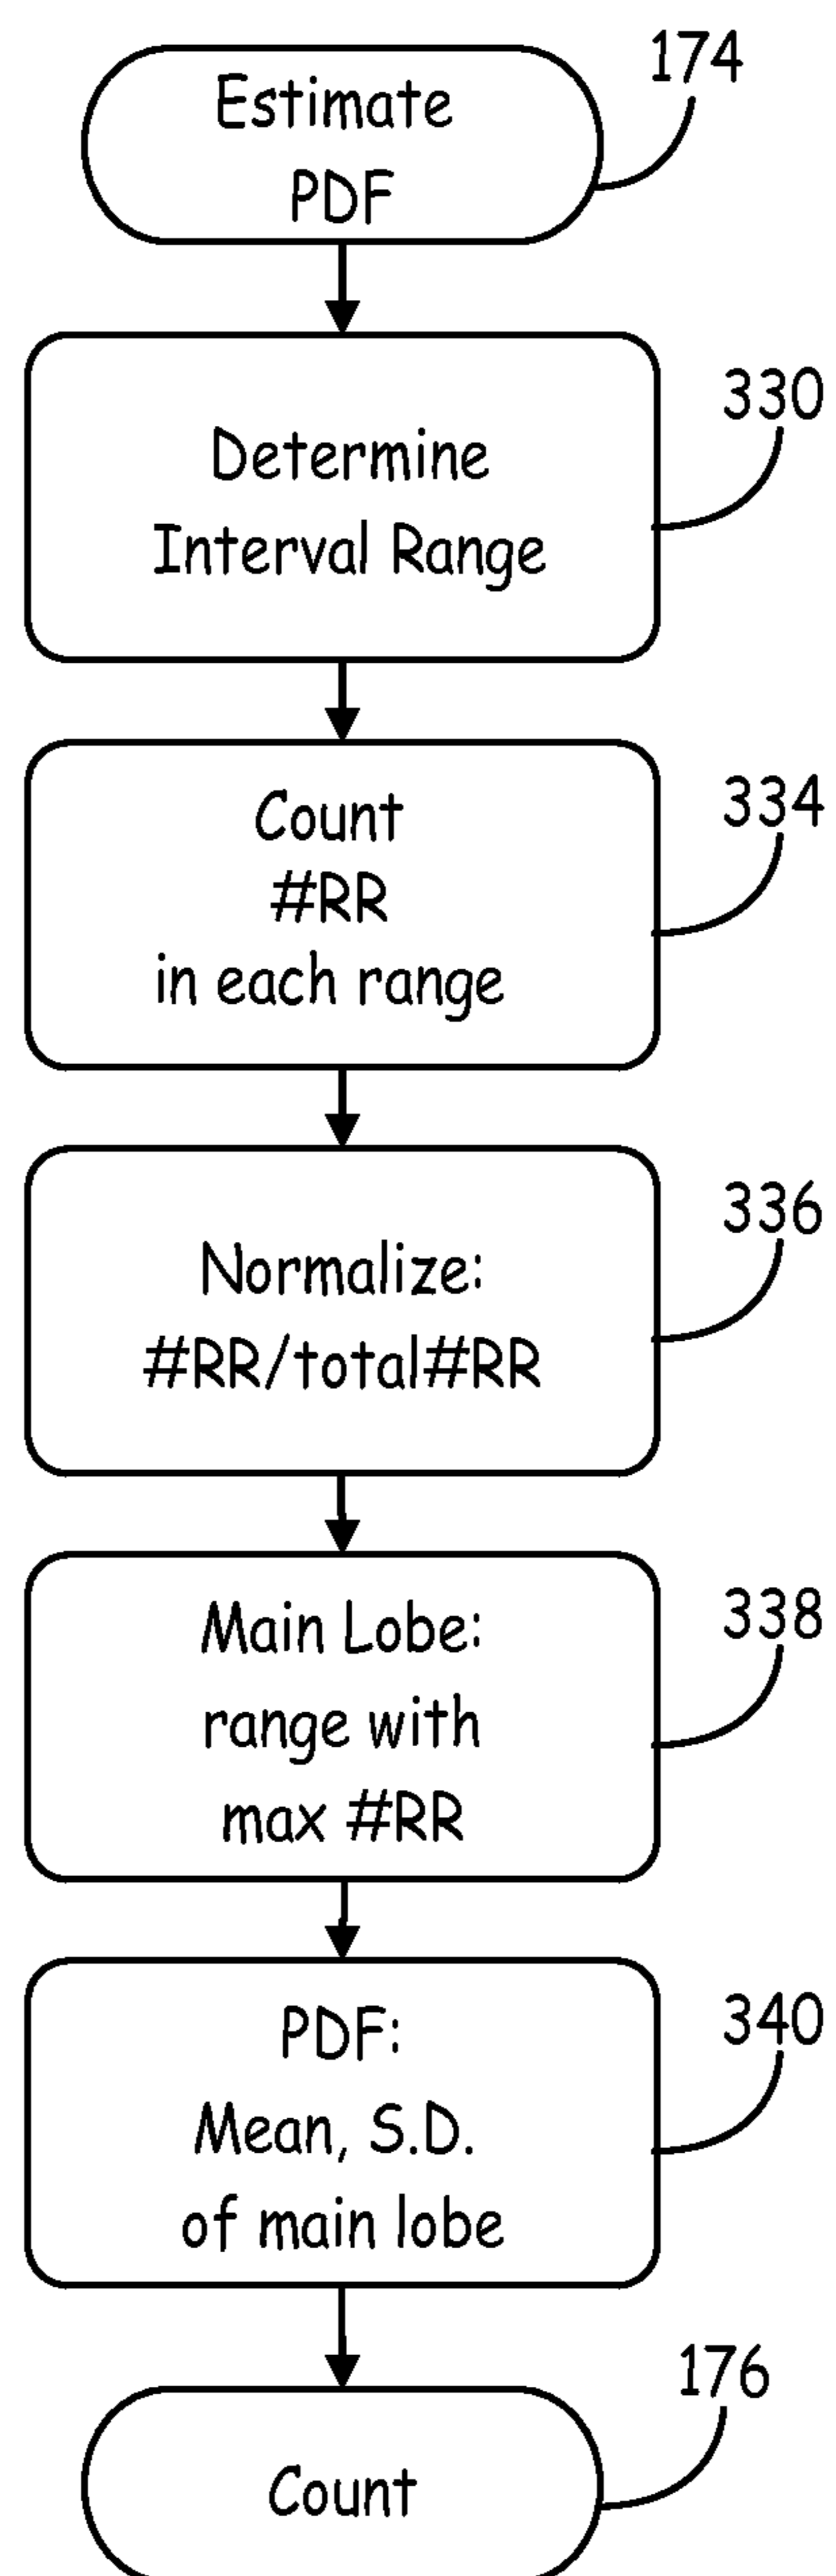 174
Estimate
PDF
330
Determine
Interval Range
334
Count
#RR
in each range
336
Normalize:
#RR/total#RR
338
Main Lobe:
range with
max #RR
340
PDF:
Mean, S.D.
of main lobe
176
Count